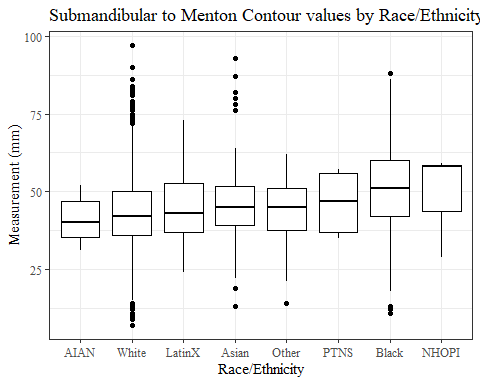 Submandibular to Menton Contour values by Race/Ethnicity
100
75
50
25
Measurement (mm)
AIAN White LatinX Asian Other PTNS Black NHOPI
Race/Ethnicity